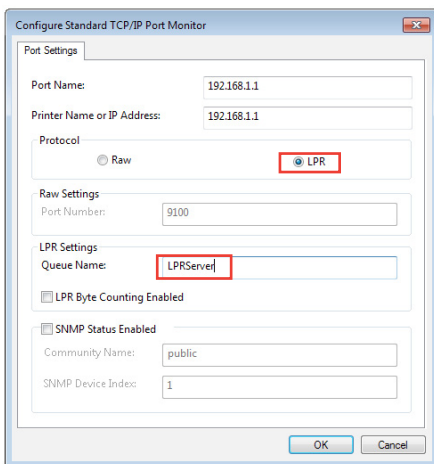 Configure Standard TCP/IP Port Monitor
Port Settings
Port Name: 192.168.1.1
Printer Name or IP Address: 192.168.1.1
Protocol
Raw LPR
Raw Settings
Port Number: 9100
LPR Settings
Queue Name: LPRServer
LPR Byte Counting Enabled
SNMP Status Enabled
Community Name: public
SNMP Device Index: 1
OK Cancel